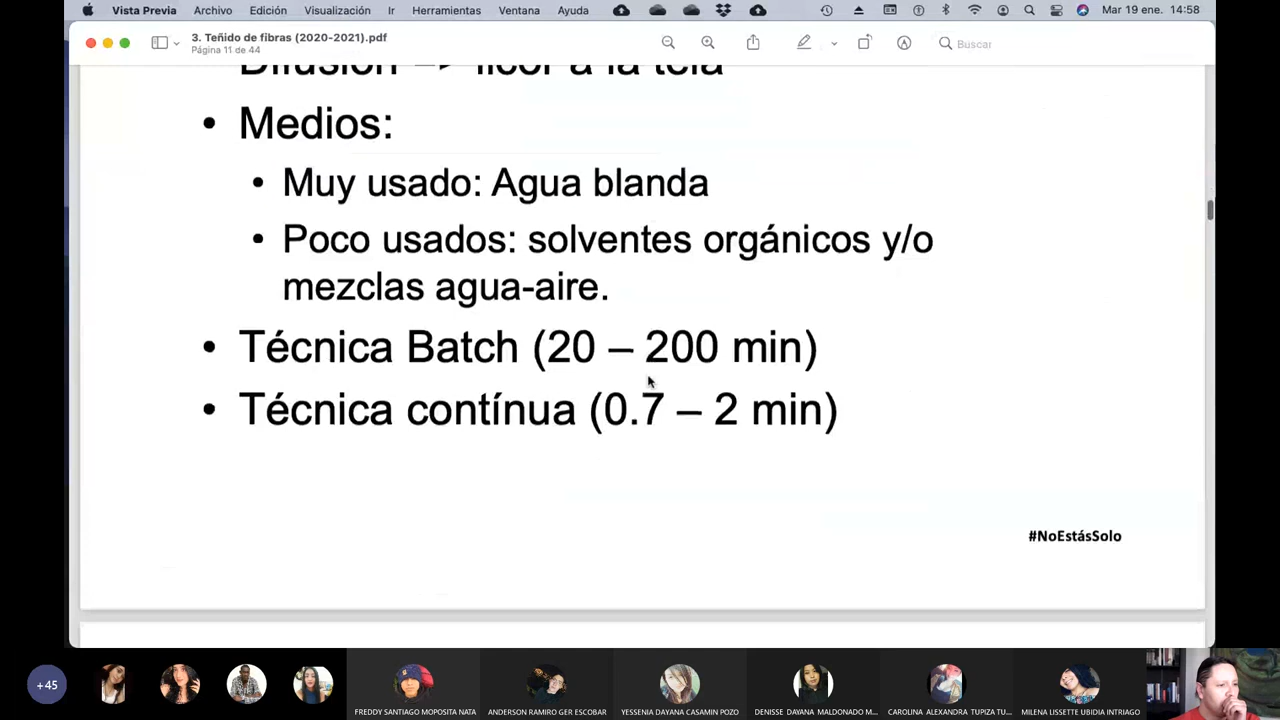 Vista Previa Archivo Edición Visualización Ir Herramientas Ventana Ayuda Mar 19 ene. 14:58
3. Teñido de fibras (2020-2021).pdf
Página 11 de 44
Buscar
Difusión => licor a la tela
• Medios:
• Muy usado: Agua blanda
• Poco usados: solventes orgánicos y/o
mezclas agua-aire.
• Técnica Batch (20 – 200 min)
• Técnica contínua (0.7 – 2 min)
#NoEstásSolo
+45
FREDDY SANTIAGO MOPOSITA NATA
ANDERSON RAMIRO GER ESCOBAR
YESSENIA DAYANA CASAMIN POZO
DENISSE DAYANA MALDONADO M...
CAROLINA ALEXANDRA TUPIZA TU...
MILENA LISSETTE UBIDIA INTRIAGO